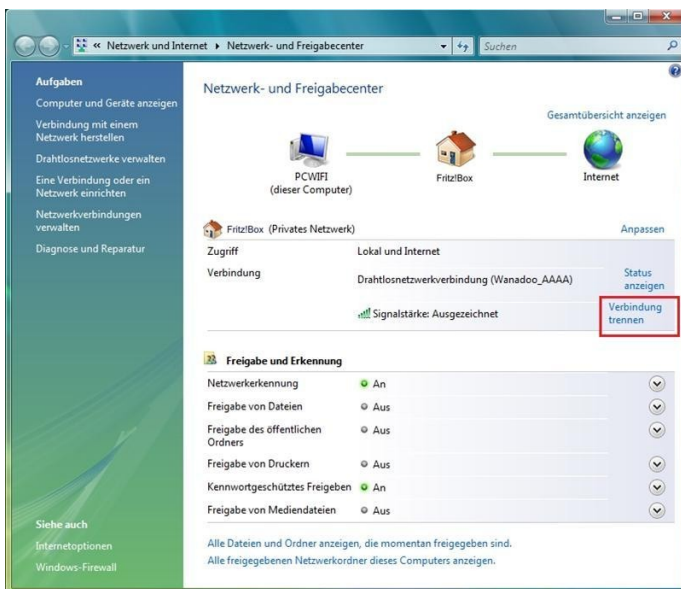 « Netzwerk und Internet ▸ Netzwerk- und Freigabecenter
Suchen
Aufgaben
Computer und Geräte anzeigen
Verbindung mit einem
Netzwerk herstellen
Drahtlosnetzwerke verwalten
Eine Verbindung oder ein
Netzwerk einrichten
Netzwerkverbindungen
verwalten
Diagnose und Reparatur
Siehe auch
Internetoptionen
Windows-Firewall
Netzwerk- und Freigabecenter
Gesamtübersicht anzeigen
PCWIFI
(dieser Computer)
Fritz!Box
Internet
Fritz!Box (Privates Netzwerk)
Anpassen
Zugriff Lokal und Internet
Verbindung Drahtlosnetzwerkverbindung (Wanadoo_AAAA)
Status
anzeigen
Signalstärke: Ausgezeichnet
Verbindung
trennen
Freigabe und Erkennung
Netzwerkerkennung An
Freigabe von Dateien Aus
Freigabe des öffentlichen
Ordners Aus
Freigabe von Druckern Aus
Kennwortgeschütztes Freigeben An
Freigabe von Mediendateien Aus
Alle Dateien und Ordner anzeigen, die momentan freigegeben sind.
Alle freigegebenen Netzwerkordner dieses Computers anzeigen.